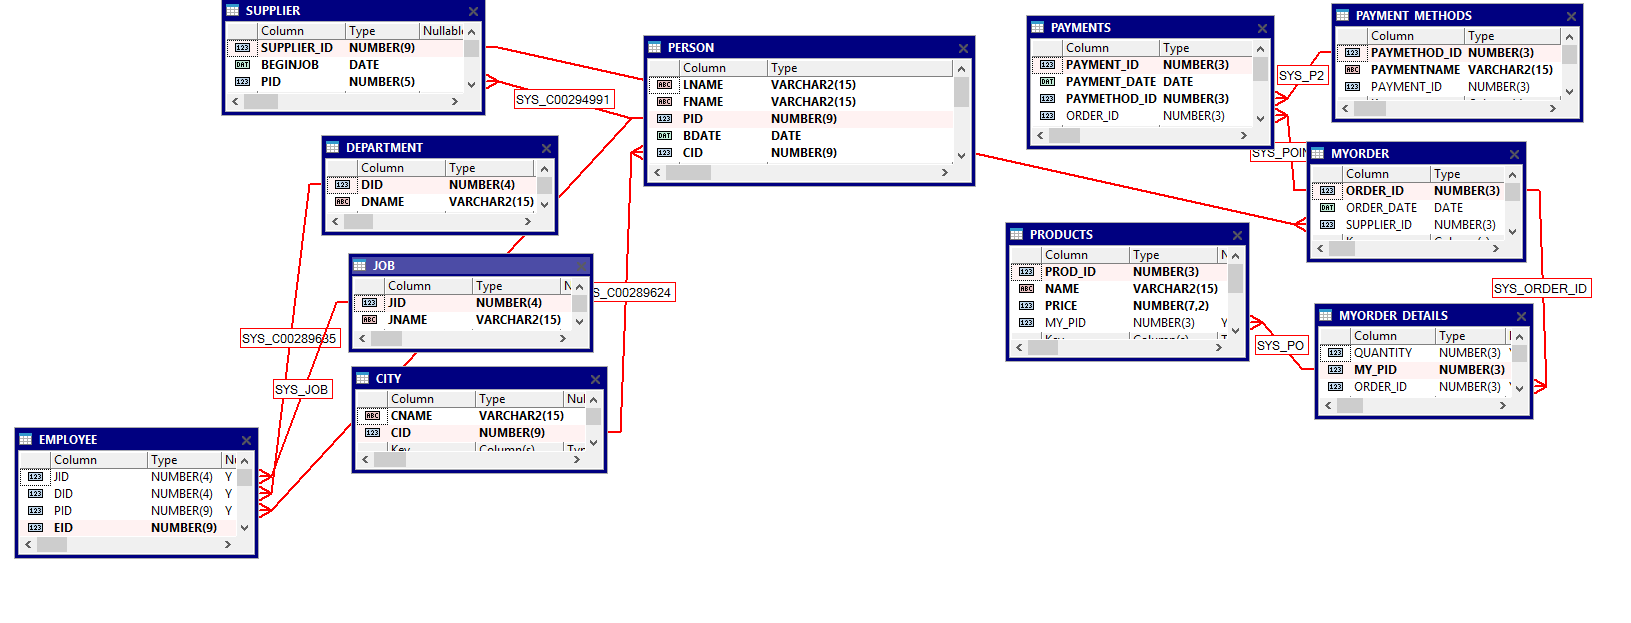 SUPPLIER
Column Type Nullabl
SUPPLIER_ID NUMBER(9)
BEGINJOB DATE
PID NUMBER(5)
SYS_C00294991
PERSON
Column Type
LNAME VARCHAR2(15)
FNAME VARCHAR2(15)
PID NUMBER(9)
BDATE DATE
CID NUMBER(9)
PAYMENTS
Column Type
PAYMENT_ID NUMBER(3)
PAYMENT_DATE DATE
PAYMETHOD_ID NUMBER(3)
ORDER_ID NUMBER(3)
SYS_P2
PAYMENT METHODS
Column Type
PAYMETHOD_ID NUMBER(3)
PAYMENTNAME VARCHAR2(15)
PAYMENT_ID NUMBER(3)
DEPARTMENT
Column Type
DID NUMBER(4)
DNAME VARCHAR2(15)
SYS_POIN
MYORDER
Column Type
ORDER_ID NUMBER(3)
ORDER_DATE DATE
SUPPLIER_ID NUMBER(3)
JOB
Column Type N
JID NUMBER(4)
JNAME VARCHAR2(15)
S_C00289624
PRODUCTS
Column Type N
PROD_ID NUMBER(3)
NAME VARCHAR2(15)
PRICE NUMBER(7,2)
MY_PID NUMBER(3) Y
SYS_PO
SYS_ORDER_ID
MYORDER DETAILS
Column Type
QUANTITY NUMBER(3)
MY_PID NUMBER(3)
ORDER_ID NUMBER(3)
SYS_C00289635
SYS_JOB
CITY
Column Type Nul
CNAME VARCHAR2(15)
CID NUMBER(9)
Key Column(s) Typ
EMPLOYEE
Column Type Nu
JID NUMBER(4) Y
DID NUMBER(4) Y
PID NUMBER(9) Y
EID NUMBER(9)